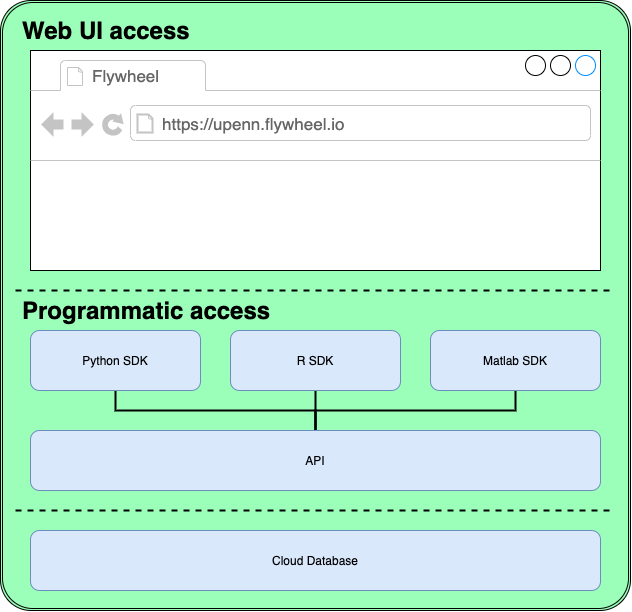 Web UI access
Flywheel
https://upenn.flywheel.io
Programmatic access
Python SDK
R SDK
Matlab SDK
API
Cloud Database